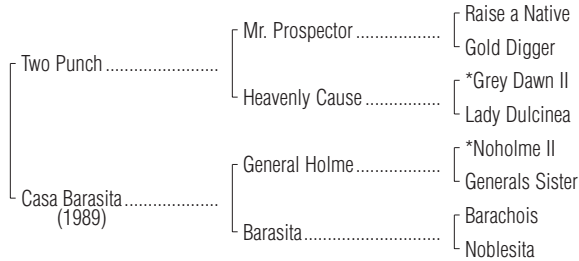 Raise a Native
Mr. Prospector
Gold Digger
Two Punch
*Grey Dawn II
Heavenly Cause
Lady Dulcinea
*Noholme II
General Holme
Generals Sister
Casa Barasita
(1989)
Barachois
Barasita
Noblesita